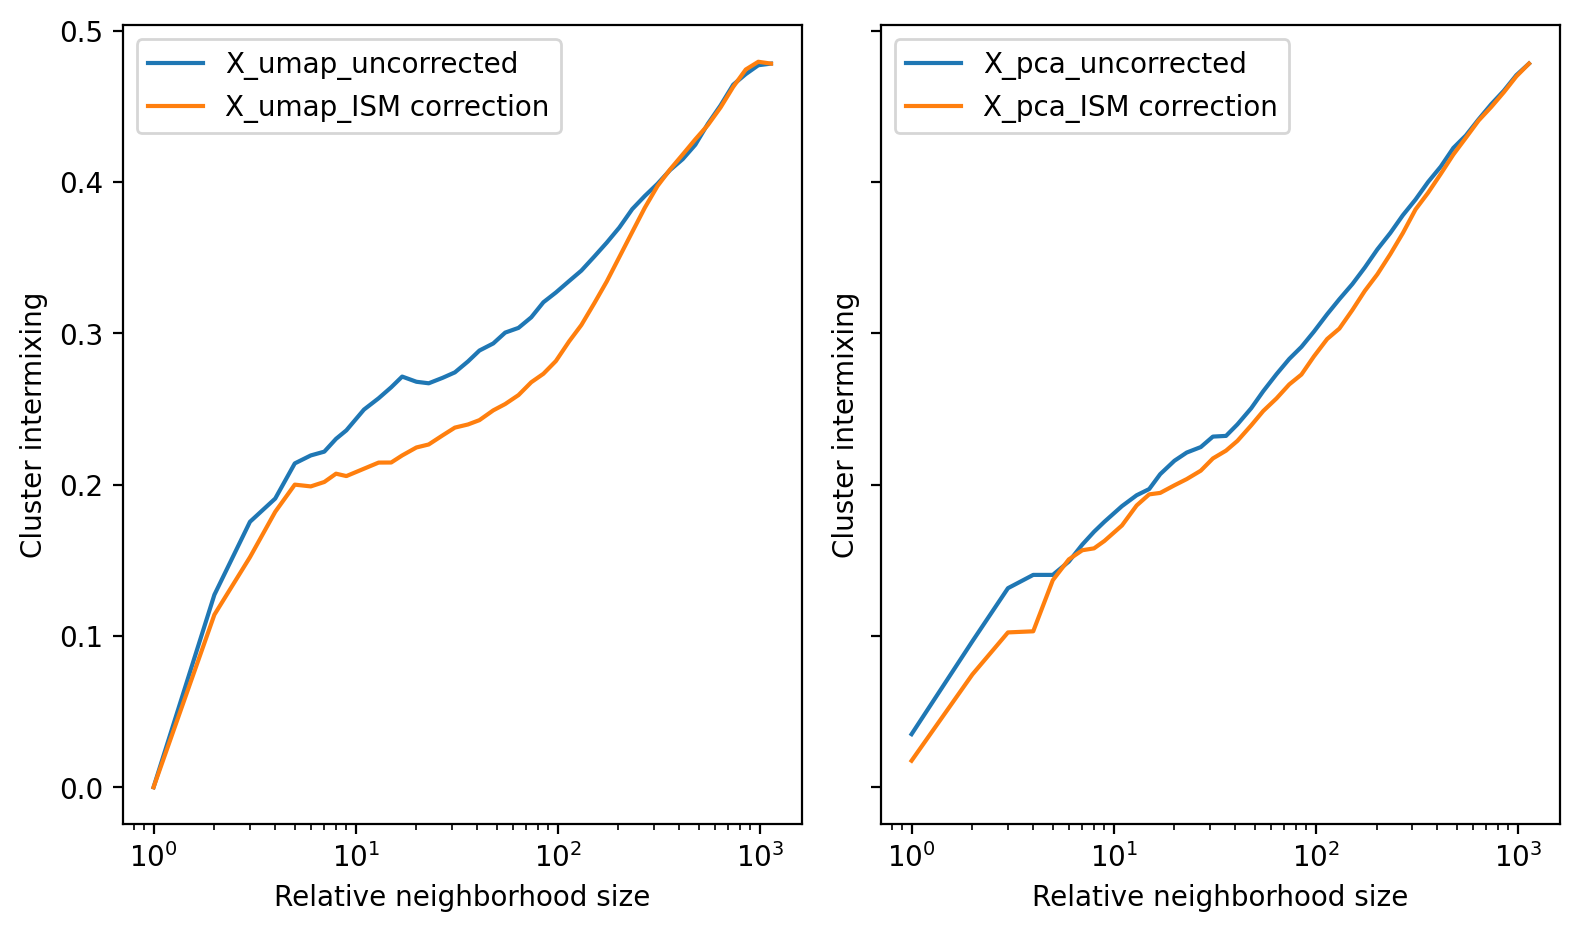 X_umap_uncorrected
X_umap_ISM correction
0.5
0.4
0.3
0.2
0.1
0.0
Cluster intermixing
10⁰
10¹
10²
10³
Relative neighborhood size
X_pca_uncorrected
X_pca_ISM correction
Cluster intermixing
10⁰
10¹
10²
10³
Relative neighborhood size